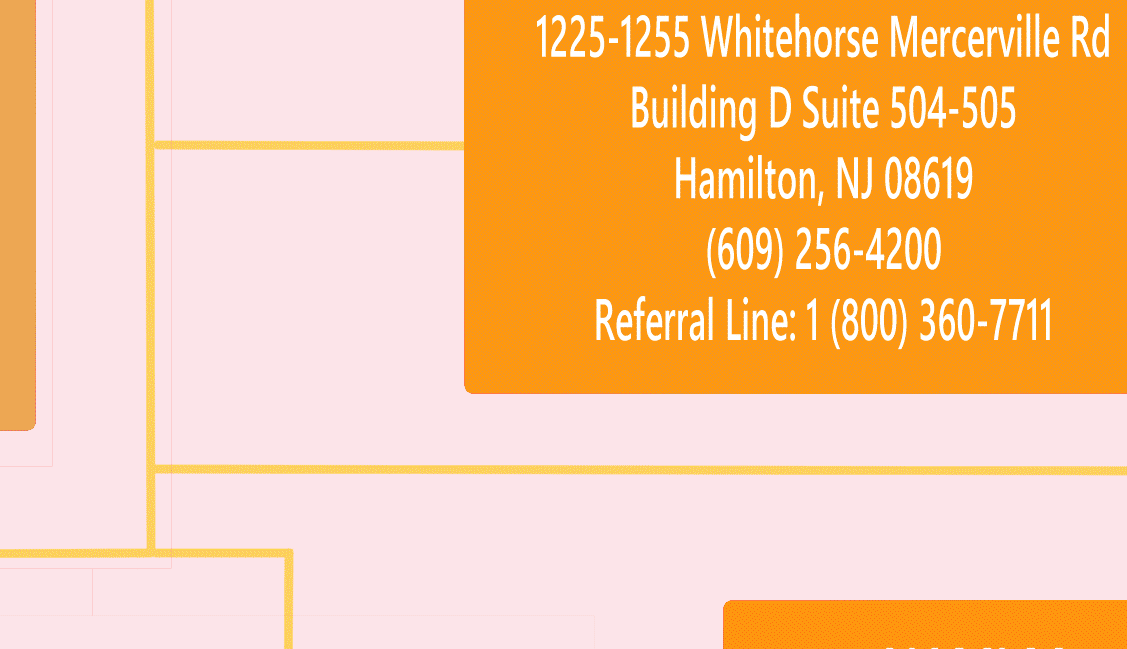 1225-1255 Whitehorse Mercerville Rd
Building D Suite 504-505
Hamilton, NJ 08619
(609) 256-4200
Referral Line: 1 (800) 360-7711